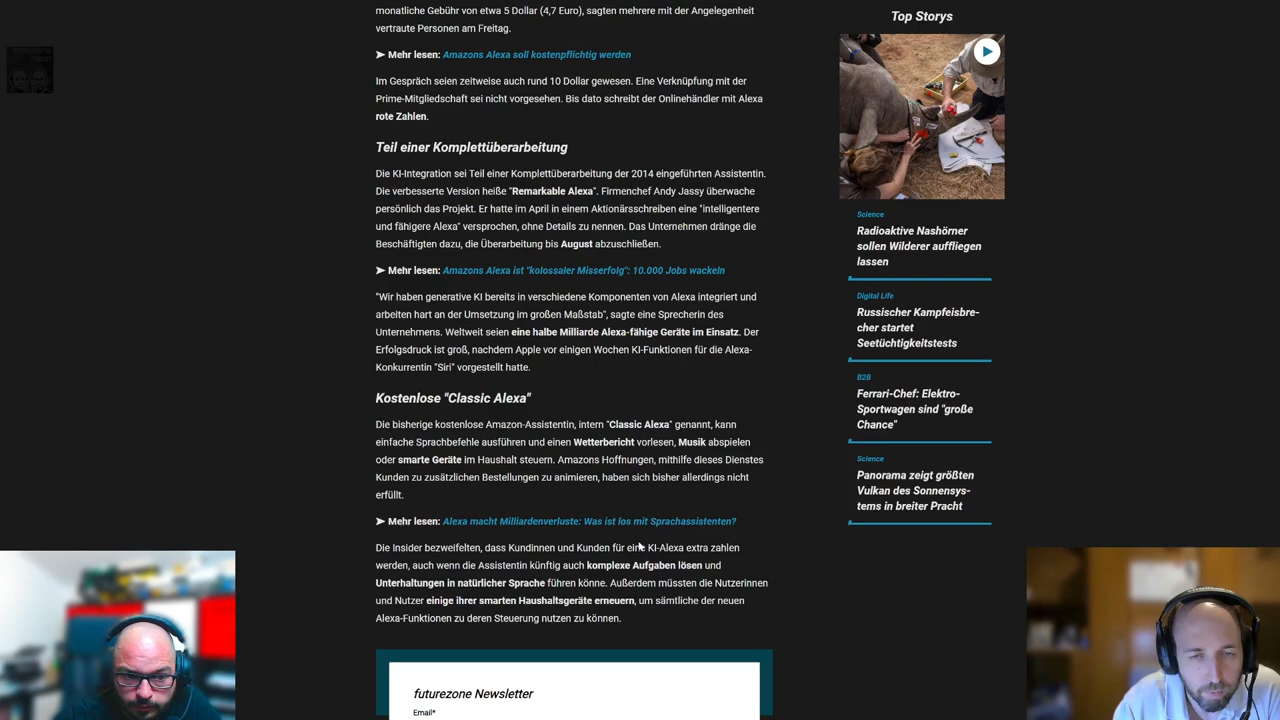 monatliche Gebühr von etwa 5 Dollar (4,7 Euro), sagten mehrere mit der Angelegenheit
vertraute Personen am Freitag.
➤ Mehr lesen: Amazons Alexa soll kostenpflichtig werden
Im Gespräch seien zeitweise auch rund 10 Dollar gewesen. Eine Verknüpfung mit der
Prime-Mitgliedschaft sei nicht vorgesehen. Bis dato schreibt der Onlinehändler mit Alexa
rote Zahlen.
Teil einer Komplettüberarbeitung
Die KI-Integration sei Teil einer Komplettüberarbeitung der 2014 eingeführten Assistentin.
Die verbesserte Version heiße "Remarkable Alexa". Firmenchef Andy Jassy überwache
persönlich das Projekt. Er hatte im April in einem Aktionärsschreiben eine "intelligentere
und fähigere Alexa" versprochen, ohne Details zu nennen. Das Unternehmen dränge die
Beschäftigten dazu, die Überarbeitung bis August abzuschließen.
➤ Mehr lesen: Amazons Alexa ist "kolossaler Misserfolg": 10.000 Jobs wackeln
"Wir haben generative KI bereits in verschiedene Komponenten von Alexa integriert und
arbeiten hart an der Umsetzung im großen Maßstab", sagte eine Sprecherin des
Unternehmens. Weltweit seien eine halbe Milliarde Alexa-fähige Geräte im Einsatz. Der
Erfolgsdruck ist groß, nachdem Apple vor einigen Wochen KI-Funktionen für die Alexa-
Konkurrentin "Siri" vorgestellt hatte.
Kostenlose "Classic Alexa"
Die bisherige kostenlose Amazon-Assistentin, intern "Classic Alexa" genannt, kann
einfache Sprachbefehle ausführen und einen Wetterbericht vorlesen, Musik abspielen
oder smarte Geräte im Haushalt steuern. Amazons Hoffnungen, mithilfe dieses Dienstes
Kunden zu zusätzlichen Bestellungen zu animieren, haben sich bisher allerdings nicht
erfüllt.
➤ Mehr lesen: Alexa macht Milliardenverluste: Was ist los mit Sprachassistenten?
Die Insider bezweifelten, dass Kundinnen und Kunden für eine KI-Alexa extra zahlen
werden, auch wenn die Assistentin künftig auch komplexe Aufgaben lösen und
Unterhaltungen in natürlicher Sprache führen könne. Außerdem müssten die Nutzerinnen
und Nutzer einige ihrer smarten Haushaltsgeräte erneuern, um sämtliche der neuen
Alexa-Funktionen zu deren Steuerung nutzen zu können.
futurezone Newsletter
Email*
Top Storys
Science
Radioaktive Nashörner
sollen Wilderer auffliegen
lassen
Digital Life
Russischer Kampfeisbre-
cher startet
Seetüchtigkeitstests
B2B
Ferrari-Chef: Elektro-
Sportwagen sind "große
Chance"
Science
Panorama zeigt größten
Vulkan des Sonnensys-
tems in breiter Pracht